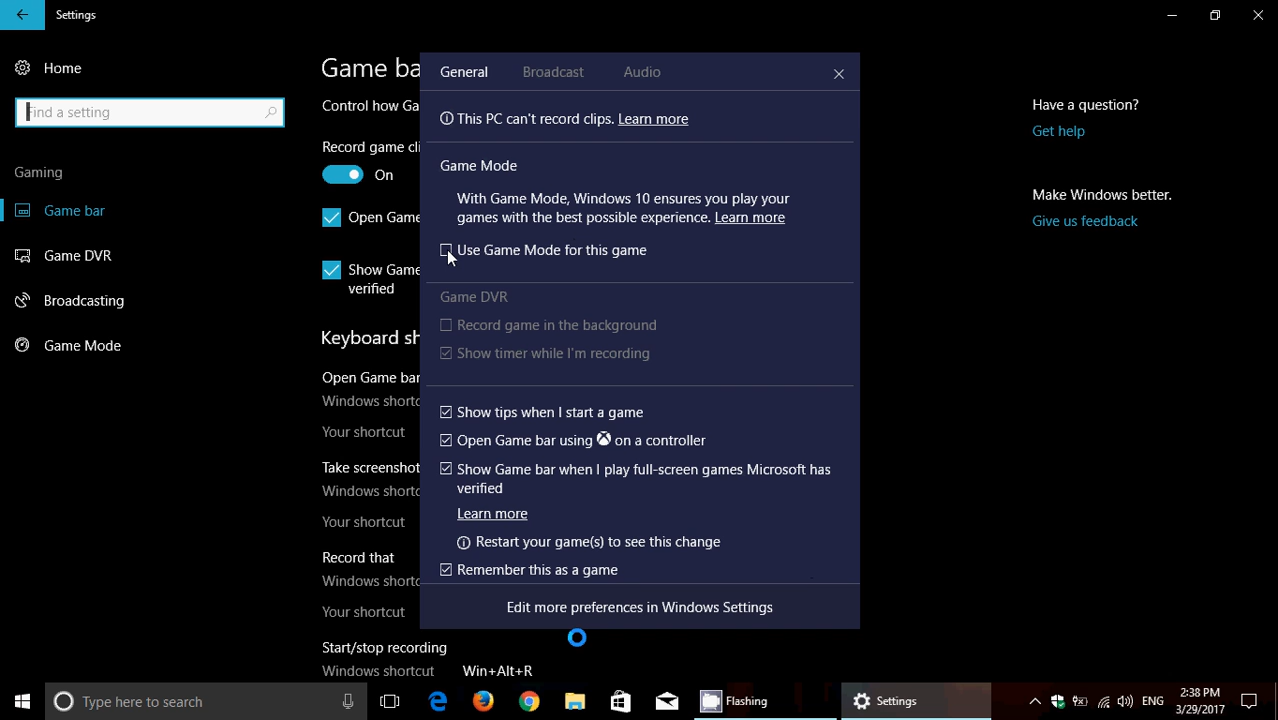 Settings
Home
Find a setting
Gaming
Game bar
Game DVR
Broadcasting
Game Mode
Game ba
Control how Ga
Record game cli
On
Open Game
Show Game
verified
Keyboard sh
Open Game bar
Windows shortc
Your shortcut
Take screenshot
Windows shortc
Your shortcut
Record that
Windows shortc
Your shortcut
Start/stop recording
Windows shortcut Win+Alt+R
General Broadcast Audio
This PC can't record clips. Learn more
Game Mode
With Game Mode, Windows 10 ensures you play your
games with the best possible experience. Learn more
Use Game Mode for this game
Game DVR
Record game in the background
Show timer while I'm recording
Show tips when I start a game
Open Game bar using on a controller
Show Game bar when I play full-screen games Microsoft has
verified
Learn more
Restart your game(s) to see this change
Remember this as a game
Edit more preferences in Windows Settings
Have a question?
Get help
Make Windows better.
Give us feedback
Type here to search
Flashing
Settings
ENG
2:38 PM
3/29/2017